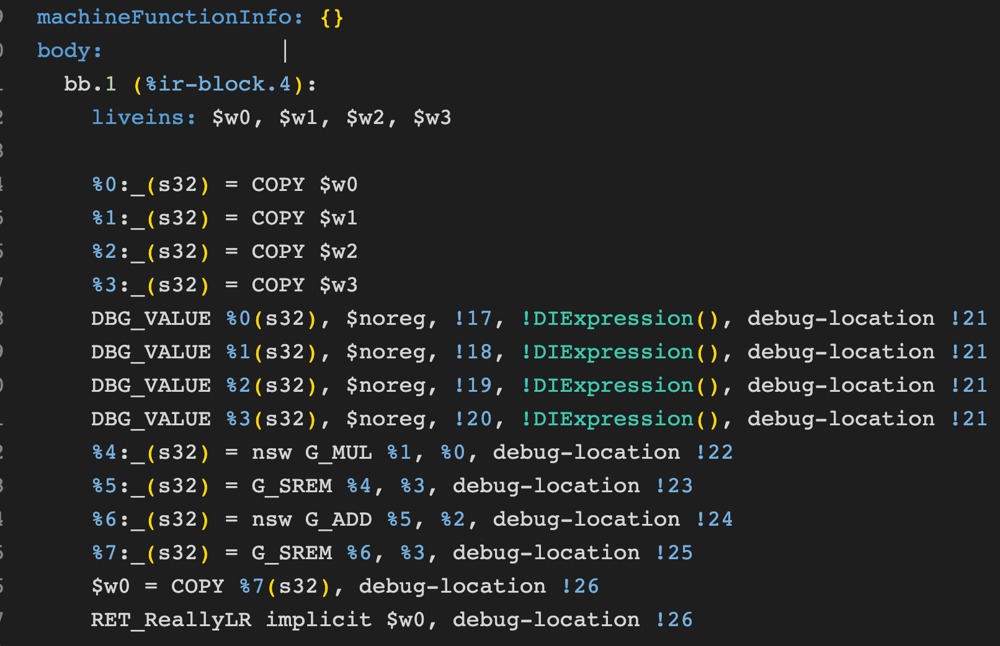 machineFunctionInfo: {}
body:             |
  bb.1 (%ir-block.4):
    liveins: $w0, $w1, $w2, $w3

    %0:_(s32) = COPY $w0
    %1:_(s32) = COPY $w1
    %2:_(s32) = COPY $w2
    %3:_(s32) = COPY $w3
    DBG_VALUE %0(s32), $noreg, !17, !DIExpression(), debug-location !21
    DBG_VALUE %1(s32), $noreg, !18, !DIExpression(), debug-location !21
    DBG_VALUE %2(s32), $noreg, !19, !DIExpression(), debug-location !21
    DBG_VALUE %3(s32), $noreg, !20, !DIExpression(), debug-location !21
    %4:_(s32) = nsw G_MUL %1, %0, debug-location !22
    %5:_(s32) = G_SREM %4, %3, debug-location !23
    %6:_(s32) = nsw G_ADD %5, %2, debug-location !24
    %7:_(s32) = G_SREM %6, %3, debug-location !25
    $w0 = COPY %7(s32), debug-location !26
    RET_ReallyLR implicit $w0, debug-location !26